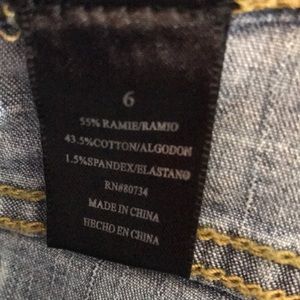 6
55% RAMIE/RAMIO
43.5%COTTON/ALGODON
1.5%SPANDEX/ELASTANO
RN#80734
MADE IN CHINA
HECHO EN CHINA